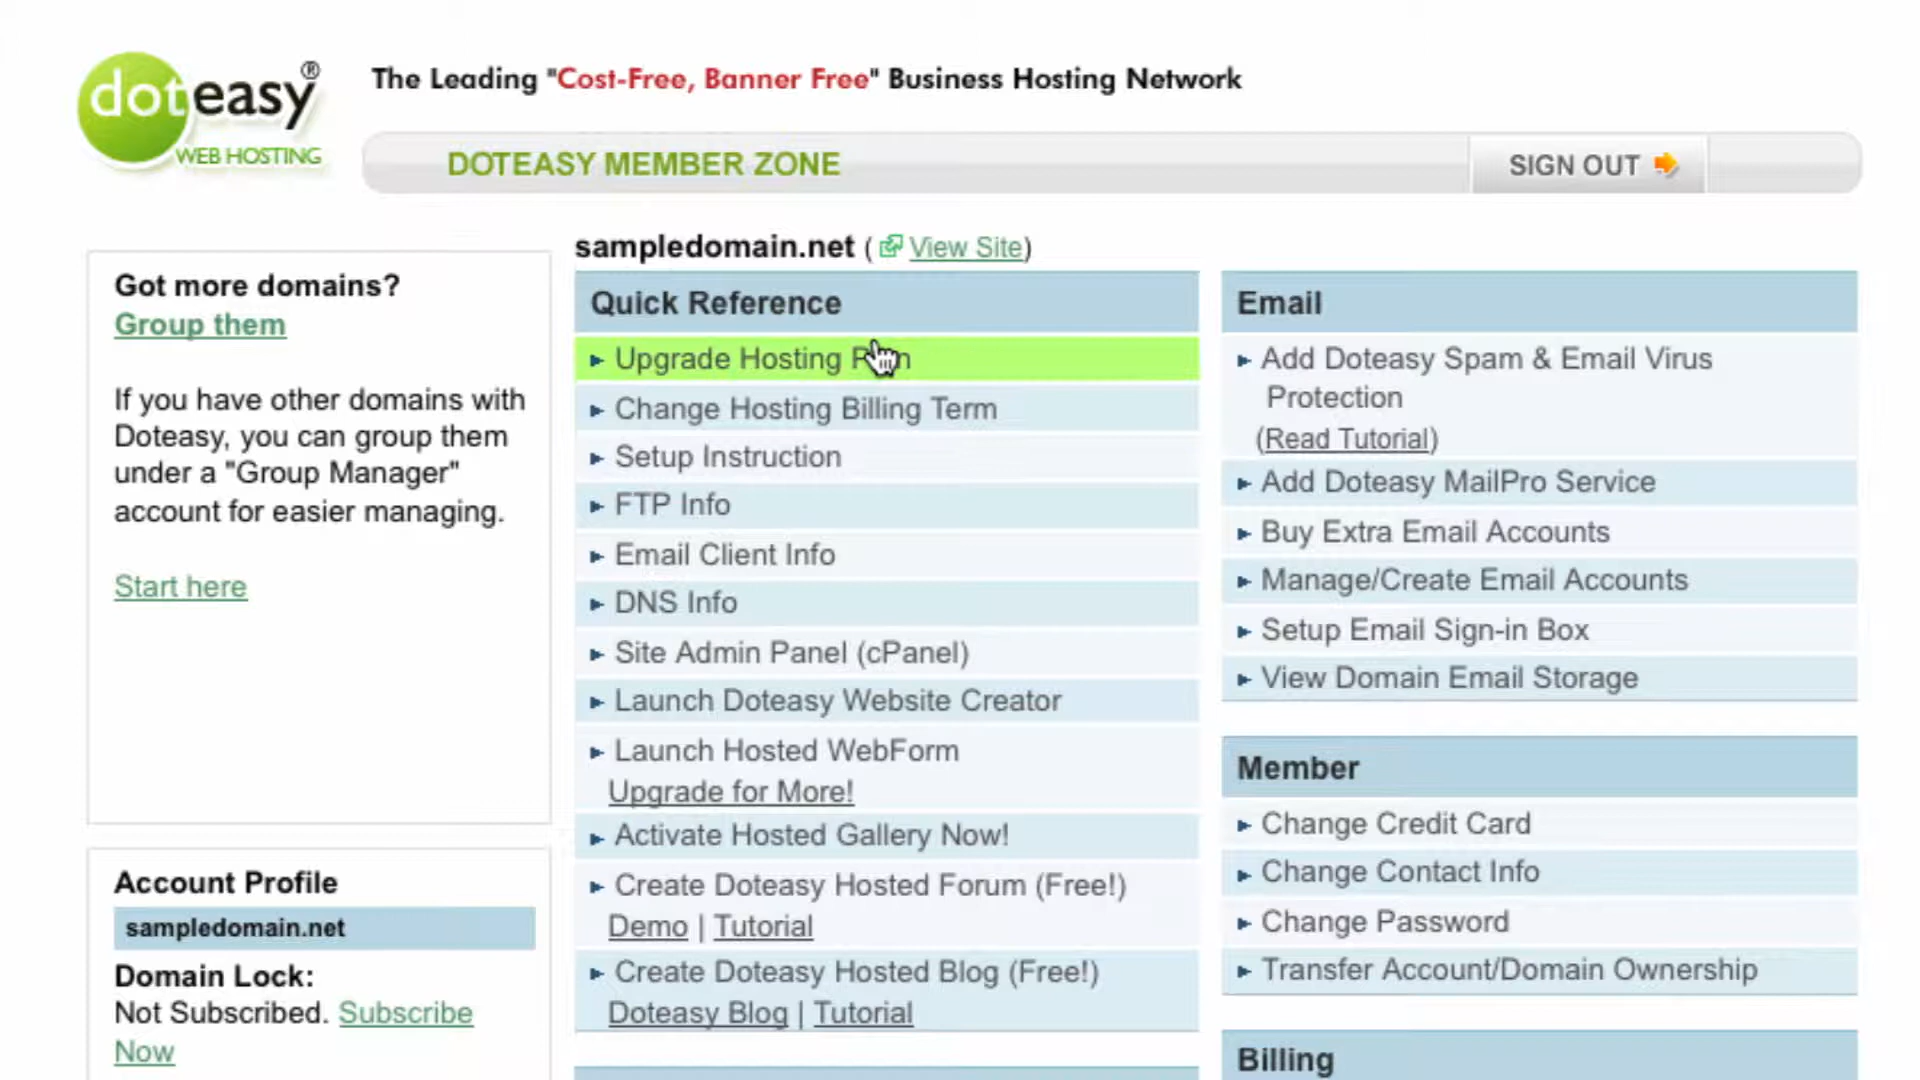 doteasy®
WEB HOSTING
The Leading "Cost-Free, Banner Free" Business Hosting Network
DOTEASY MEMBER ZONE
SIGN OUT
Got more domains?
Group them
If you have other domains with
Doteasy, you can group them
under a "Group Manager"
account for easier managing.
Start here
Account Profile
sampledomain.net
Domain Lock:
Not Subscribed. Subscribe
Now
sampledomain.net ( View Site)
Quick Reference
Upgrade Hosting
Change Hosting Billing Term
Setup Instruction
FTP Info
Email Client Info
DNS Info
Site Admin Panel (cPanel)
Launch Doteasy Website Creator
Launch Hosted WebForm
Upgrade for More!
Activate Hosted Gallery Now!
Create Doteasy Hosted Forum (Free!)
Demo | Tutorial
Create Doteasy Hosted Blog (Free!)
Doteasy Blog | Tutorial
Email
Add Doteasy Spam & Email Virus
Protection
(Read Tutorial)
Add Doteasy MailPro Service
Buy Extra Email Accounts
Manage/Create Email Accounts
Setup Email Sign-in Box
View Domain Email Storage
Member
Change Credit Card
Change Contact Info
Change Password
Transfer Account/Domain Ownership
Billing